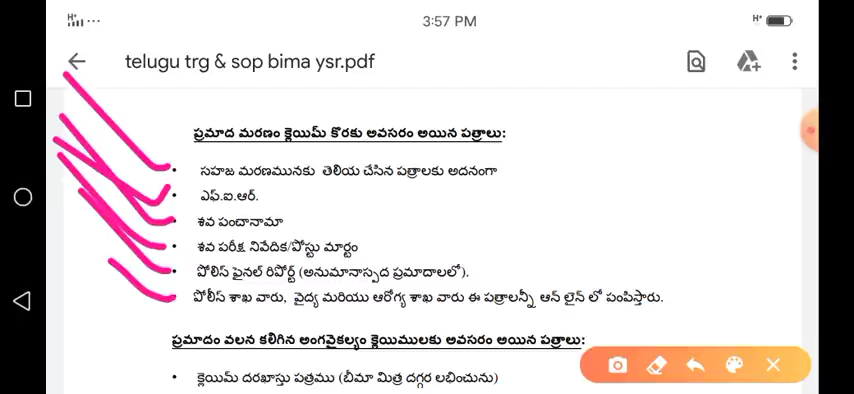 3:57 PM
telugu trg & sop bima ysr.pdf
ప్రమాద మరణం క్లెయిమ్ కొరకు అవసరం అయిన పత్రాలు:
• సహజ మరణమునకు తెలియ చేసిన పత్రాలకు అదనంగా
• ఎఫ్.ఐ.ఆర్.
• శవ పంచానామా
• శవ పరీక్ష నివేదిక/పోస్టు మార్టం
• పోలిస్ ఫైనల్ రిపోర్ట్ (అనుమానాస్పద ప్రమాదాలలో).
• పోలీస్ శాఖ వారు, వైద్య మరియు ఆరోగ్య శాఖ వారు ఈ పత్రాలన్నీ ఆన్ లైన్ లో పంపిస్తారు.
ప్రమాదం వలన కలిగిన అంగవైకల్యం క్లెయిములకు అవసరం అయిన పత్రాలు:
• క్లెయిమ్ దరఖాస్తు పత్రము (బీమా మిత్ర దగ్గర లభించును)